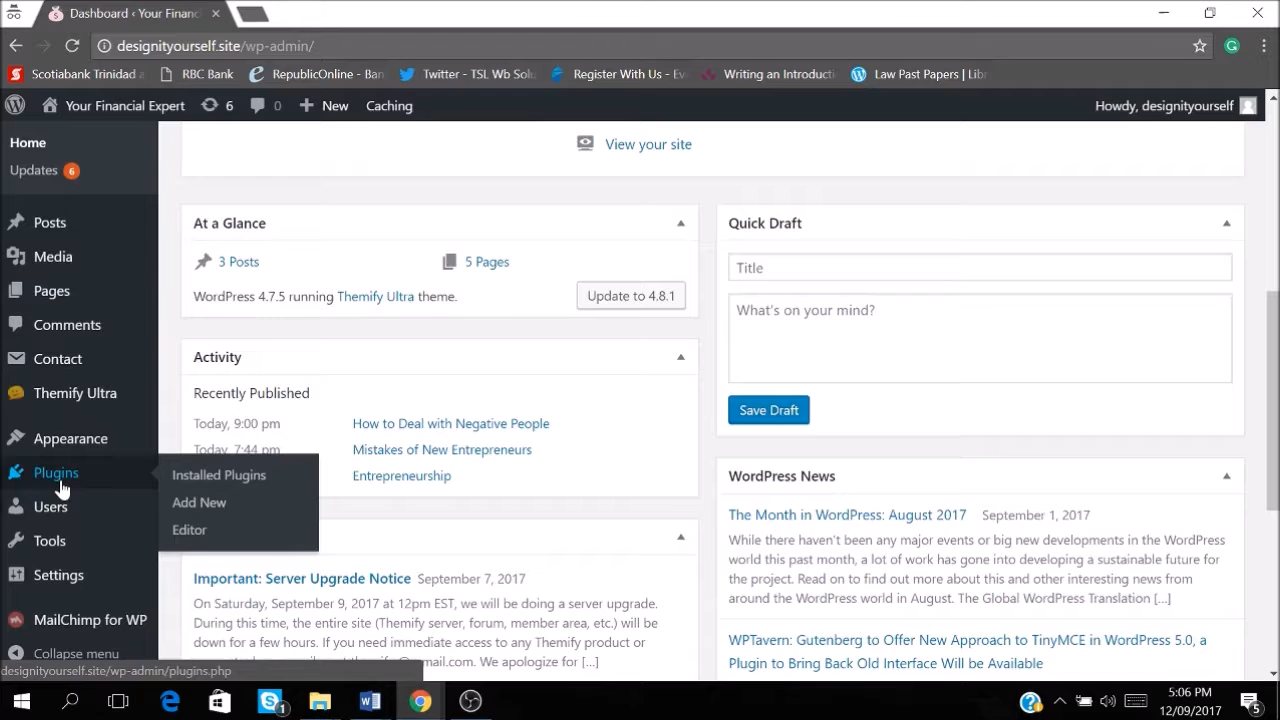 Dashboard ‹ Your Financ
designityourself.site/wp-admin/
Scotiabank Trinidad a
RBC Bank
RepublicOnline - Ban
Twitter - TSL Wb Solu
Register With Us - Eve
Writing an Introducti
Law Past Papers | Libr
Your Financial Expert
6
0
New
Caching
Howdy, designityourself
Home
Updates 6
Posts
Media
Pages
Comments
Contact
Themify Ultra
Appearance
Plugins
Users
Tools
Settings
MailChimp for WP
Collapse menu
Installed Plugins
Add New
Editor
View your site
At a Glance
3 Posts
5 Pages
WordPress 4.7.5 running Themify Ultra theme.
Update to 4.8.1
Activity
Recently Published
Today, 9:00 pm How to Deal with Negative People
Today, 7:44 pm Mistakes of New Entrepreneurs
Entrepreneurship
Important: Server Upgrade Notice September 7, 2017
On Saturday, September 9, 2017 at 12pm EST, we will be doing a server upgrade.
During this time, the entire site (Themify server, forum, member area, etc.) will
be down for a few hours. If you need immediate access to any Themify product or
We apologize for [...]
Quick Draft
Title
What's on your mind?
Save Draft
WordPress News
The Month in WordPress: August 2017 September 1, 2017
While there haven't been any major events or big new developments in the WordPress
world this past month, a lot of work has gone into developing a sustainable future for
the project. Read on to find out more about this and other interesting news from
around the WordPress world in August. The Global WordPress Translation [...]
WPTavern: Gutenberg to Offer New Approach to TinyMCE in WordPress 5.0, a
Plugin to Bring Back Old Interface Will be Available
designityourself.site/wp-admin/plugins.php
1
5:06 PM
12/09/2017
5